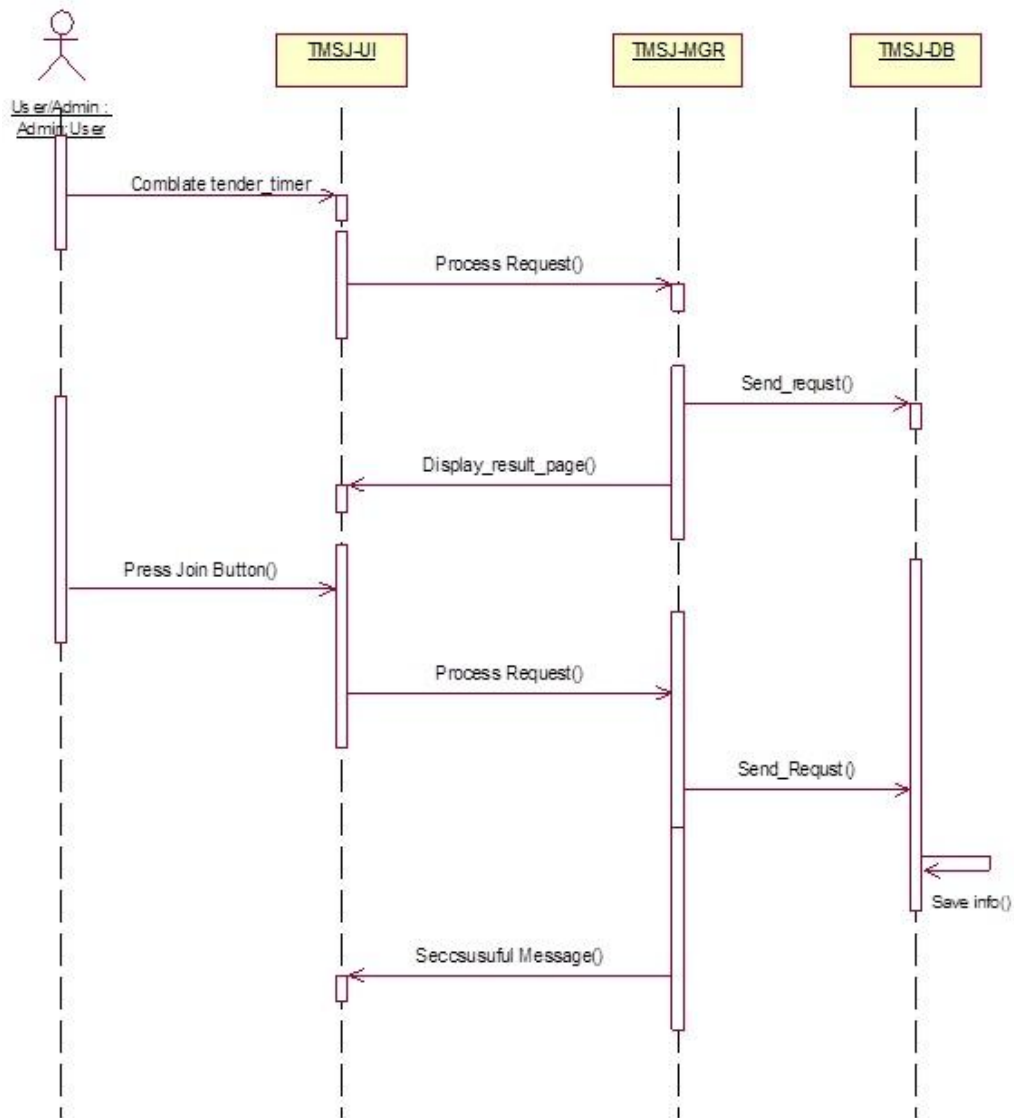 TMSJ-UI
TMSJ-MGR
TMSJ-DB
User/Admin :
Admin;User
Comblate tender_timer
Process Request()
Send_requst()
Display_result_page()
Press Join Button()
Process Request()
Send_Requst()
Save info()
Seccsusuful Message()